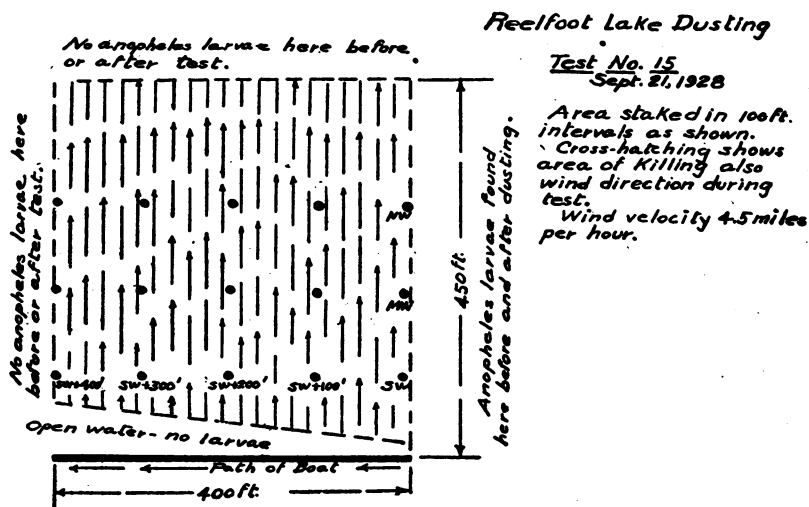 Reelfoot Lake Dusting
Test No. 15
Sept. 21, 1928
Area staked in 100ft.
intervals as shown.
Cross-hatching shows
area of Killing also
wind direction during
test.
Wind velocity 4.5 miles
per hour.
No anopheles larvae here before
or after test.
No anopheles larvae here
before or after test.
Anopheles larvae found
here before and after dusting.
450 ft.
NW
MW
SW+400' SW+300' SW+200' SW+100' SW
Open water - no larvae
Path of Boat
400 ft.